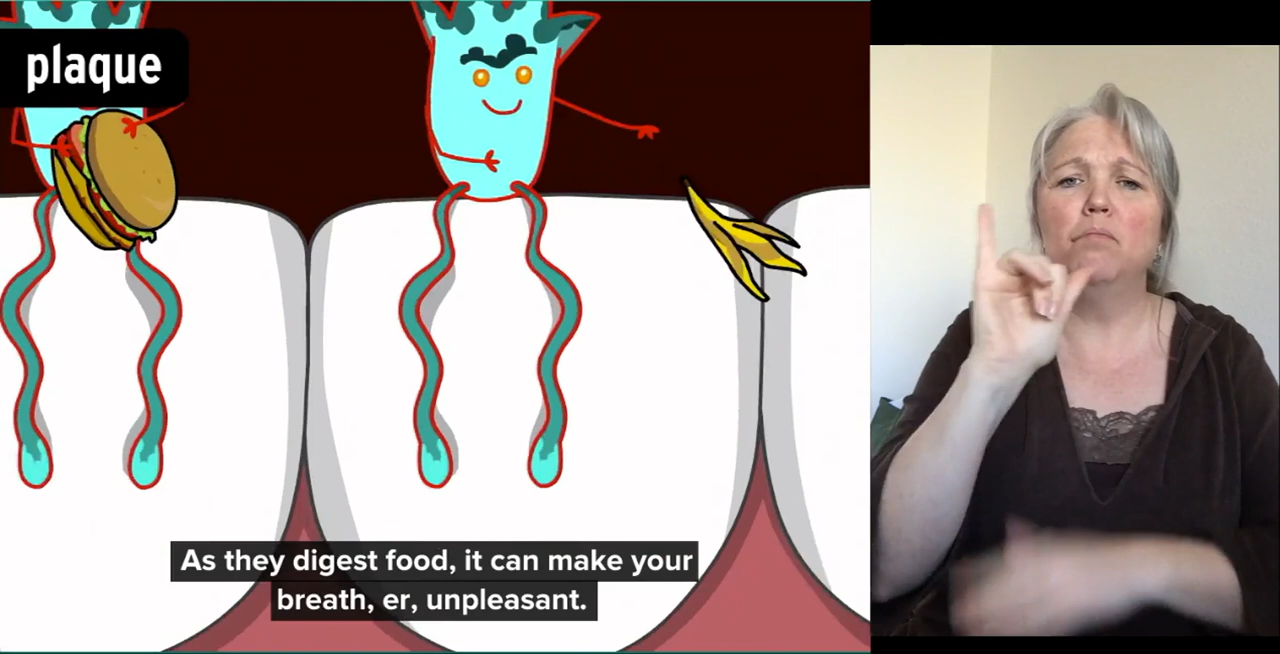 plaque
As they digest food, it can make your
breath, er, unpleasant.